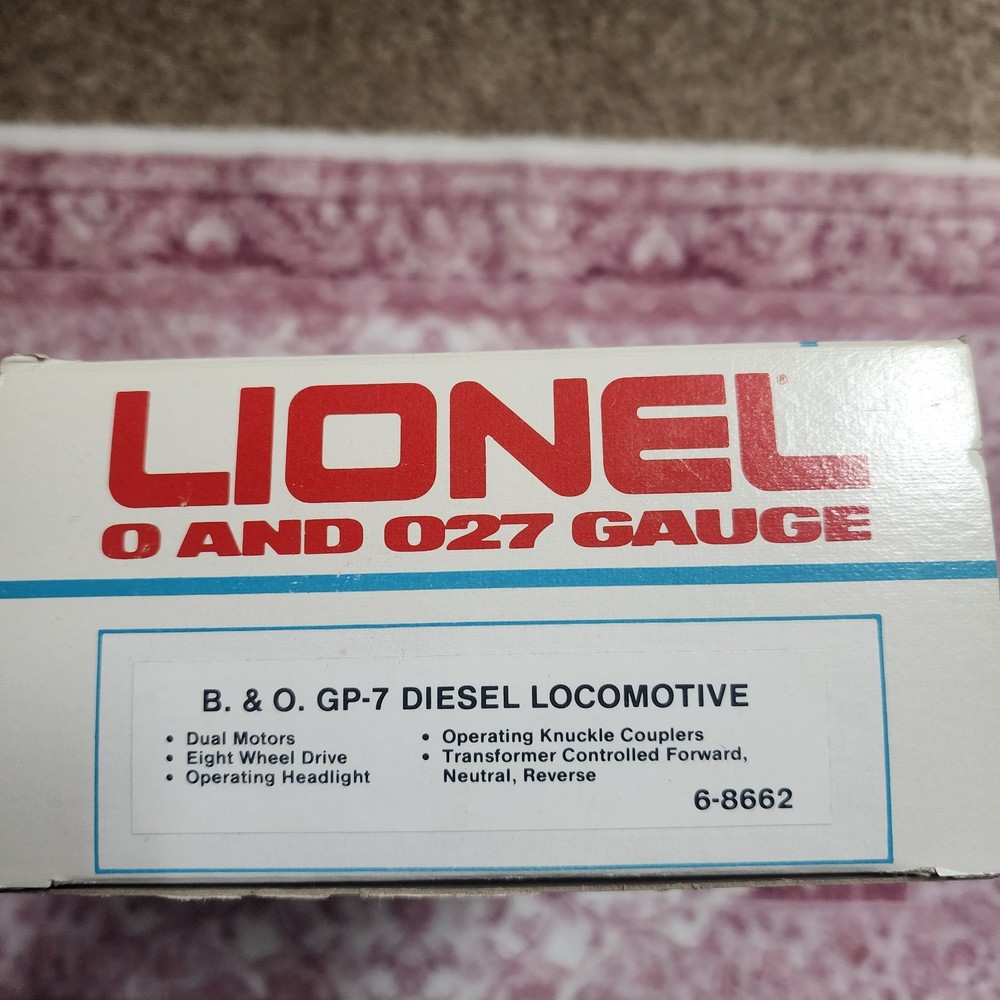 LIONEL®
O AND O27 GAUGE
B. & O. GP-7 DIESEL LOCOMOTIVE
• Dual Motors
• Eight Wheel Drive
• Operating Headlight
• Operating Knuckle Couplers
• Transformer Controlled Forward,
Neutral, Reverse
6-8662